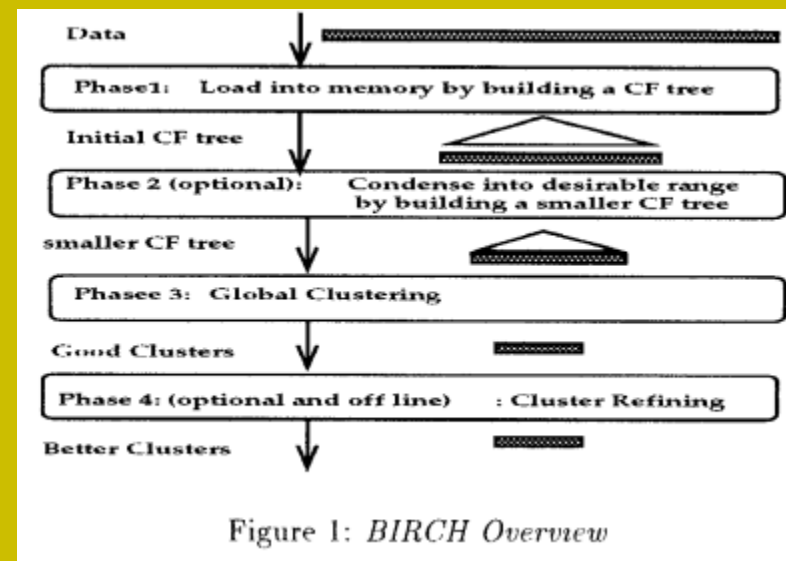 Data
Phase1: Load into memory by building a CF tree
Initial CF tree
Phase 2 (optional): Condense into desirable range
by building a smaller CF tree
smaller CF tree
Phasee 3: Global Clustering
Good Clusters
Phase 4: (optional and off line) : Cluster Refining
Better Clusters
Figure 1: BIRCH Overview